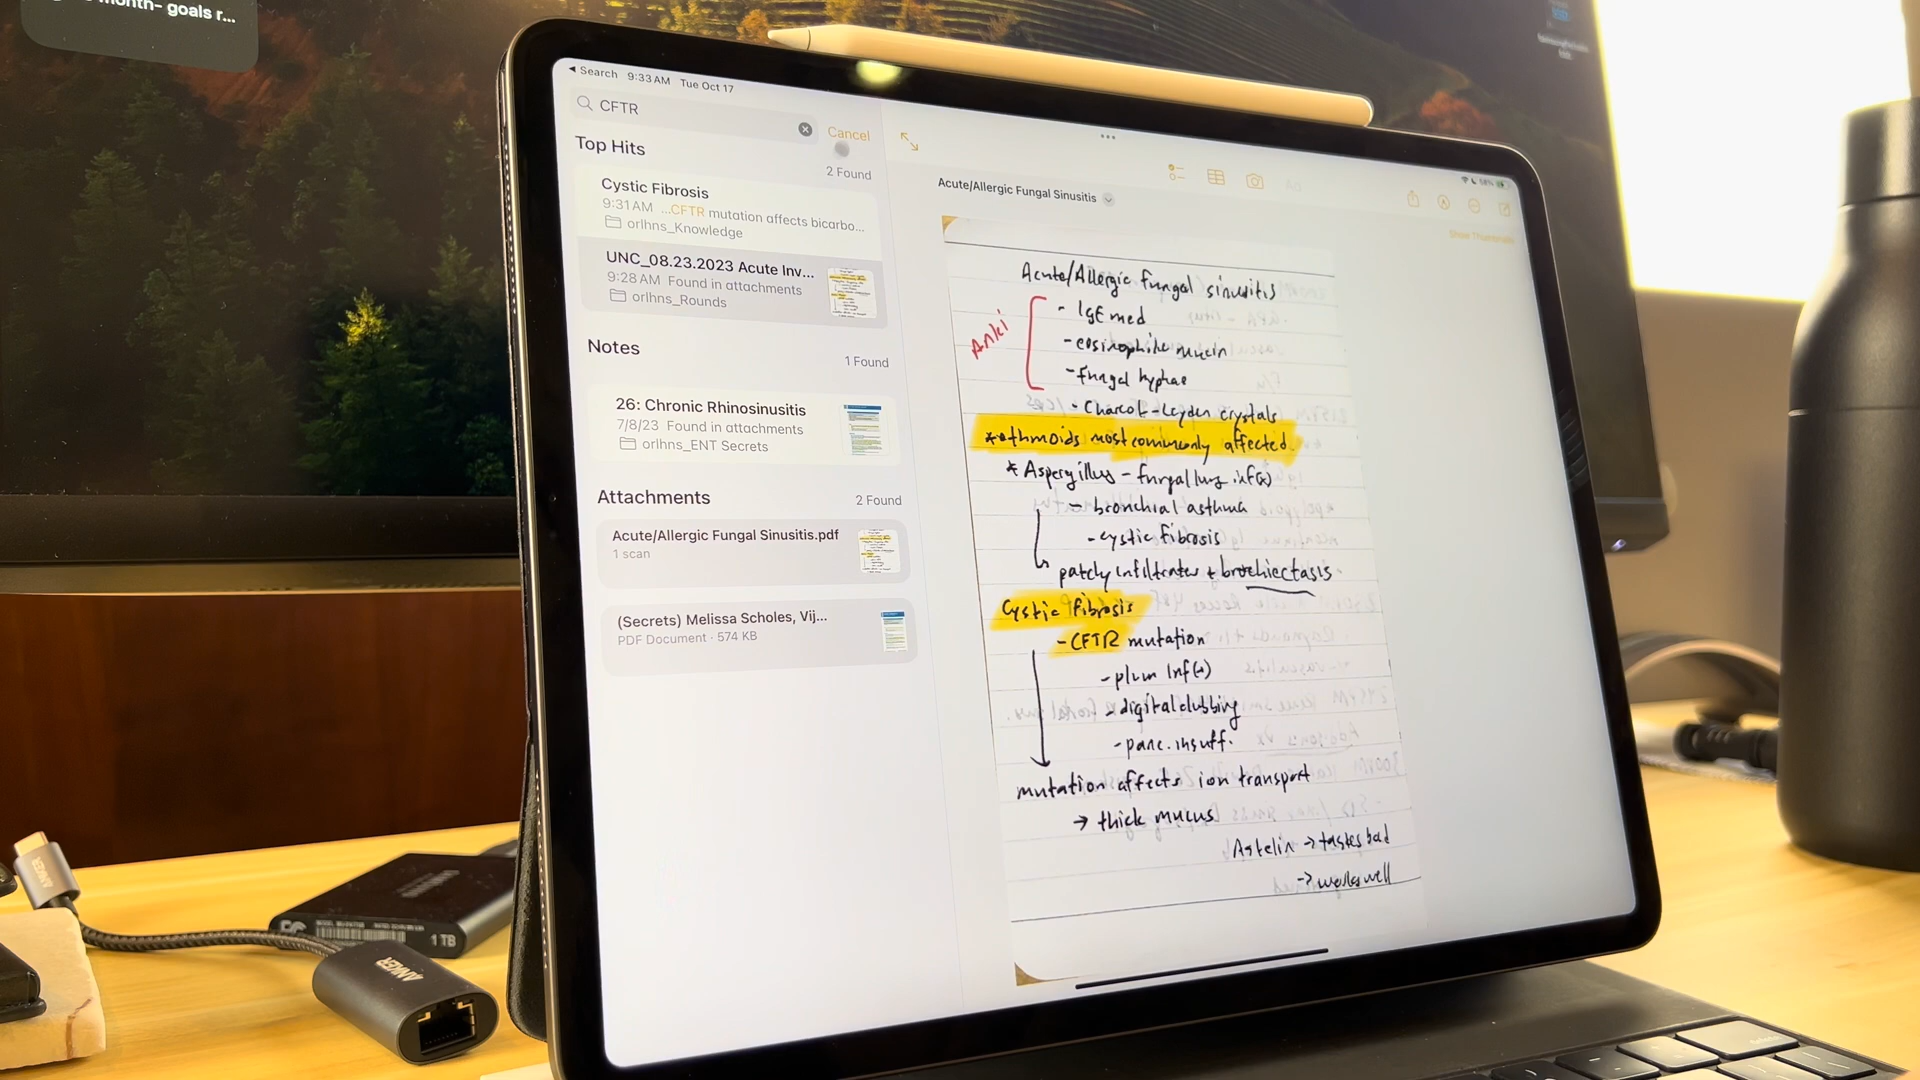 month- goals r...
Search 9:33 AM Tue Oct 17
CFTR
Cancel
Top Hits
2 Found
Cystic Fibrosis
9:31 AM ...CFTR mutation affects bicarbo...
orlhns_Knowledge
UNC_08.23.2023 Acute Inv...
9:28 AM Found in attachments
orlhns_Rounds
Notes
1 Found
26: Chronic Rhinosinusitis
7/8/23 Found in attachments
orlhns_ENT Secrets
Attachments
2 Found
Acute/Allergic Fungal Sinusitis.pdf
1 scan
(Secrets) Melissa Scholes, Vij...
PDF Document · 574 KB
58%
Acute/Allergic Fungal Sinusitis
Show Thumbnails
Acute/Allergic fungal sinusitis
Anki
- IgE med
- eosinophilic mucin
- fungal hyphae
- Charcot-Leyden crystals
* ethmoids most commonly affected.
* Aspergillus - fungal lung inf(x)
- bronchial asthma
- cystic fibrosis
patchy infiltrates + brochiectasis
Cystic fibrosis
- CFTR mutation
- digital clubbing
- panc. insuff.
mutation affects ion transport
→ thick mucus
Astelin → tastes bad
→ works well
ANKER
1 TB
ANKER